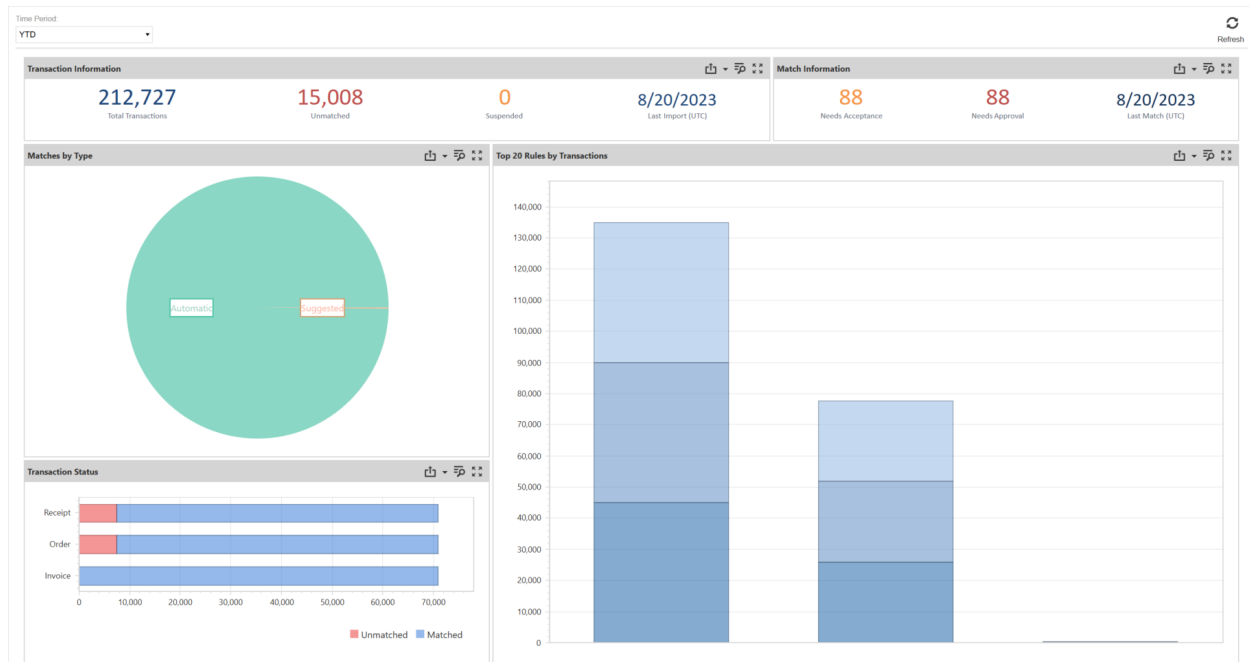 Time Period:
YTD
Refresh
Transaction Information
212,727
Total Transactions
15,008
Unmatched
0
Suspended
8/20/2023
Last Import (UTC)
Match Information
88
Needs Acceptance
88
Needs Approval
8/20/2023
Last Match (UTC)
Matches by Type
Automatic
Suggested
Top 20 Rules by Transactions
140,000
130,000
120,000
110,000
100,000
90,000
80,000
70,000
60,000
50,000
40,000
30,000
20,000
10,000
0
Transaction Status
Receipt
Order
Invoice
0 10,000 20,000 30,000 40,000 50,000 60,000 70,000
Unmatched Matched